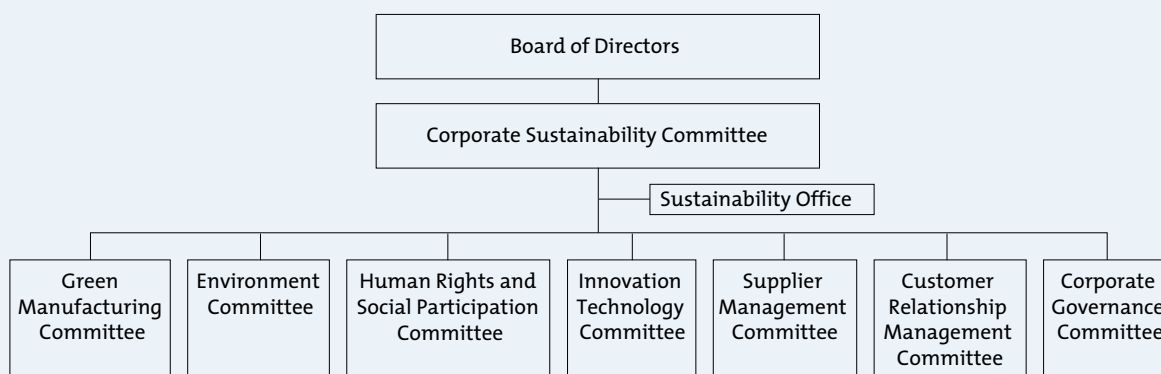 Board of Directors
Corporate Sustainability Committee
Sustainability Office
Green
Manufacturing
Committee
Environment
Committee
Human Rights and
Social Participation
Committee
Innovation
Technology
Committee
Supplier
Management
Committee
Customer
Relationship
Management
Committee
Corporate
Governance
Committee